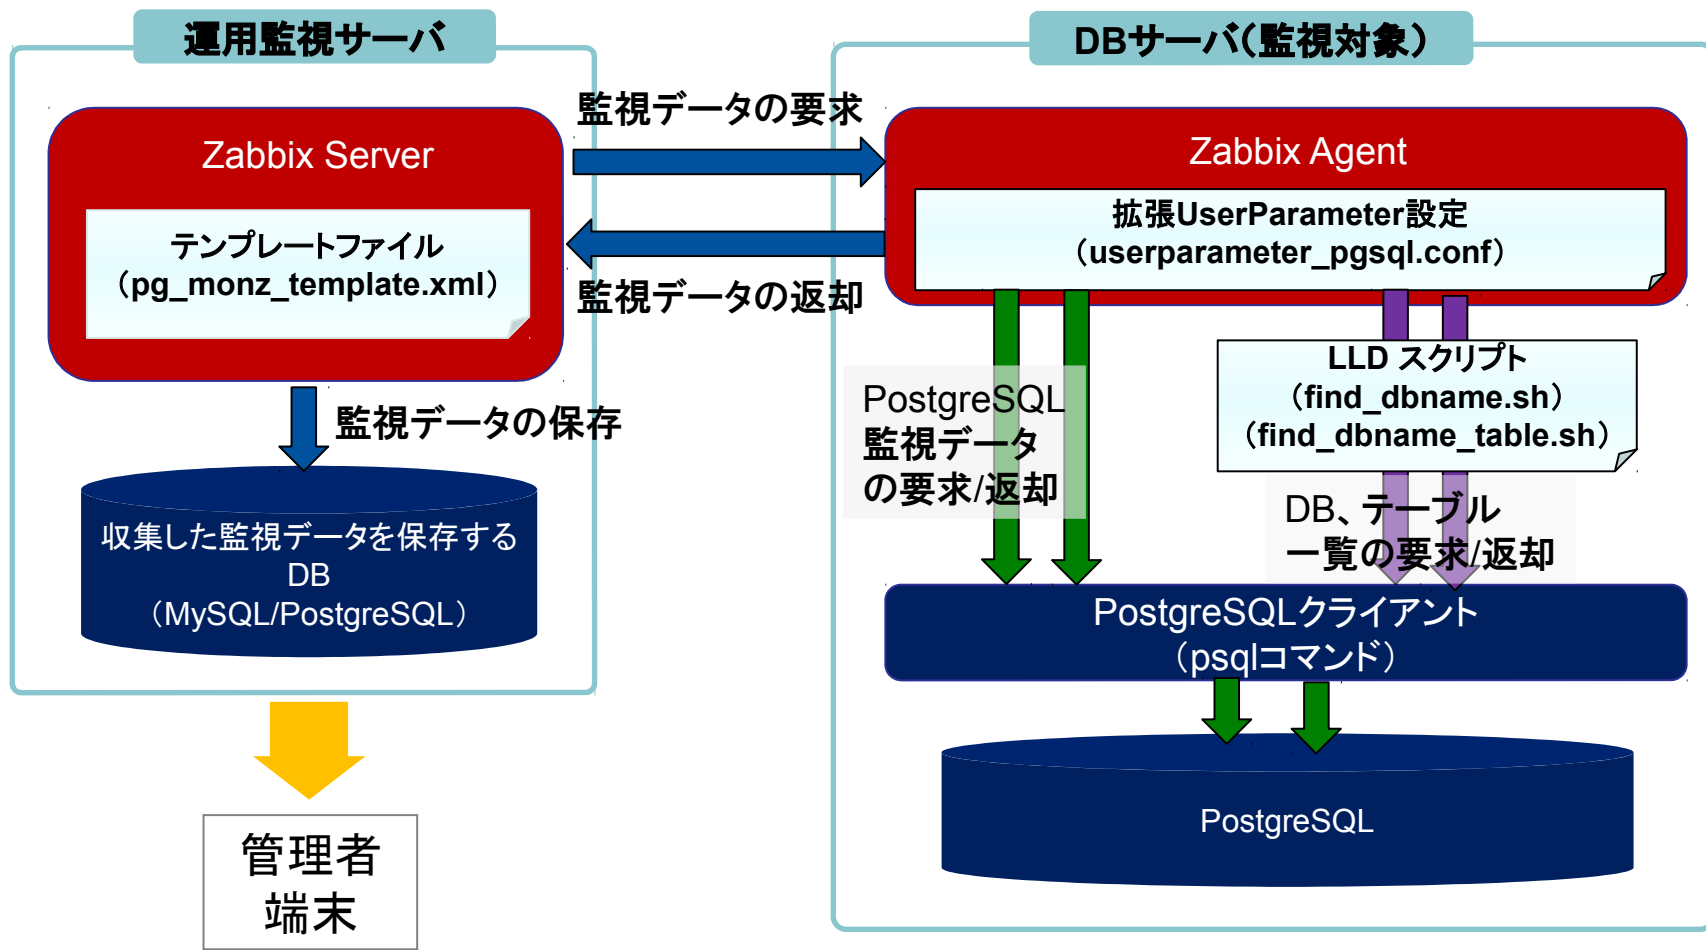 運用監視サーバ
Zabbix Server
テンプレートファイル
（pg_monz_template.xml）
監視データの保存
収集した監視データを保存する
DB
（MySQL/PostgreSQL）
管理者
端末
監視データの要求
監視データの返却
DBサーバ（監視対象）
Zabbix Agent
拡張UserParameter設定
（userparameter_pgsql.conf）
PostgreSQL
監視データ
の要求/返却
LLD スクリプト
（find_dbname.sh）
（find_dbname_table.sh）
DB、テーブル
一覧の要求/返却
PostgreSQLクライアント
（psqlコマンド）
PostgreSQL